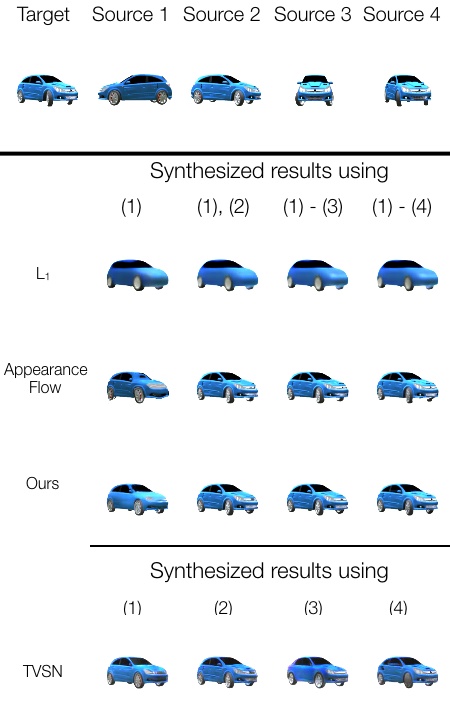 Target Source 1 Source 2 Source 3 Source 4
Synthesized results using
(1) (1), (2) (1) - (3) (1) - (4)
L₁
Appearance
Flow
Ours
Synthesized results using
(1) (2) (3) (4)
TVSN